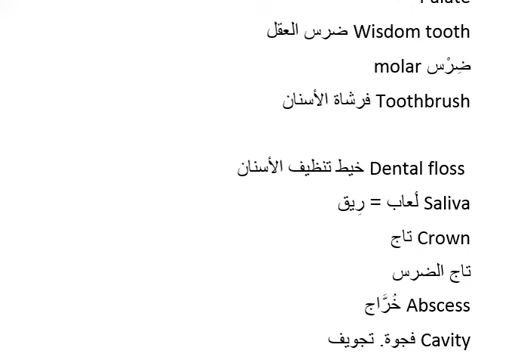 Palate
Wisdom tooth ضرس العقل
ضِرْس molar
Toothbrush فرشاة الأسنان
Dental floss خيط تنظيف الأسنان
Saliva لُعاب = رِيق
Crown تاج
تاج الضرس
Abscess خُرَّاج
Cavity فجوة. تجويف